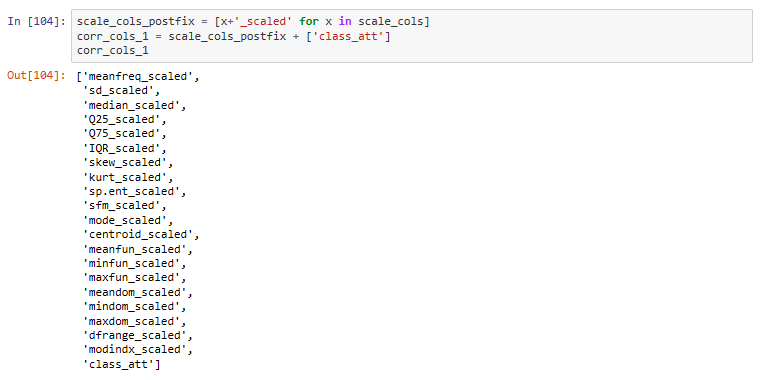 In [104]: scale_cols_postfix = [x+'_scaled' for x in scale_cols]
corr_cols_1 = scale_cols_postfix + ['class_att']
corr_cols_1
Out[104]: ['meanfreq_scaled',
'sd_scaled',
'median_scaled',
'Q25_scaled',
'Q75_scaled',
'IQR_scaled',
'skew_scaled',
'kurt_scaled',
'sp.ent_scaled',
'sfm_scaled',
'mode_scaled',
'centroid_scaled',
'meanfun_scaled',
'minfun_scaled',
'maxfun_scaled',
'meandom_scaled',
'mindom_scaled',
'maxdom_scaled',
'dfrange_scaled',
'modindx_scaled',
'class_att']